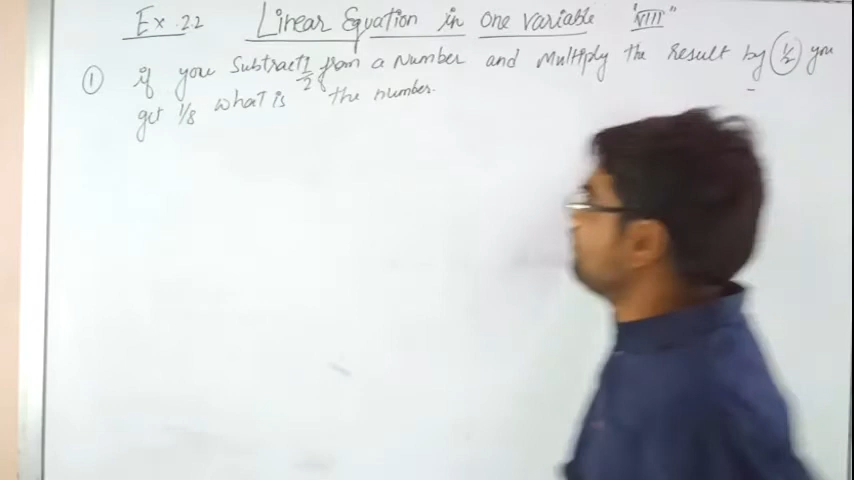 Ex 2.2 Linear Equation in one variable "VIII"
① if you Subtract 1/2 from a Number and Multiply the Result by 1/2 you
get 1/8 what is the number.